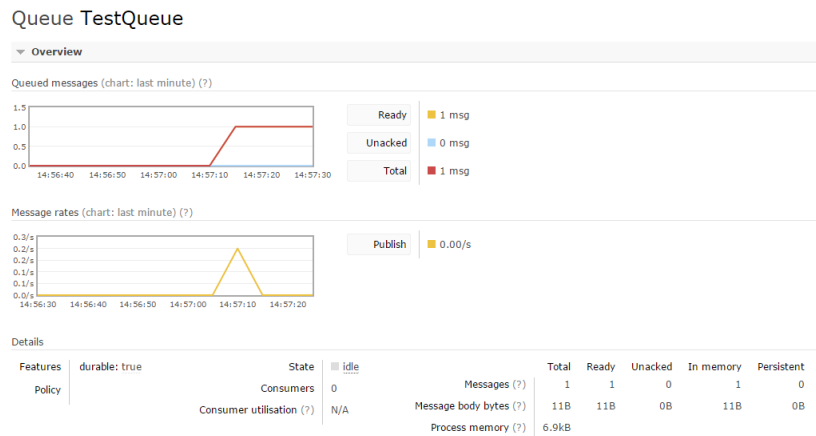 Queue TestQueue
Overview
Queued messages (chart: last minute) (?)
1.5
1.0
0.5
0.0
14:56:40 14:56:50 14:57:00 14:57:10 14:57:20 14:57:30
Ready 1 msg
Unacked 0 msg
Total 1 msg
Message rates (chart: last minute) (?)
0.3/s
0.2/s
0.2/s
0.1/s
0.1/s
0.0/s
14:56:30 14:56:40 14:56:50 14:57:00 14:57:10 14:57:20
Publish 0.00/s
Details
Features durable: true
Policy
State idle
Consumers 0
Consumer utilisation (?) N/A
Total Ready Unacked In memory Persistent
Messages (?) 1 1 0 1 0
Message body bytes (?) 11B 11B 0B 11B 0B
Process memory (?) 6.9kB